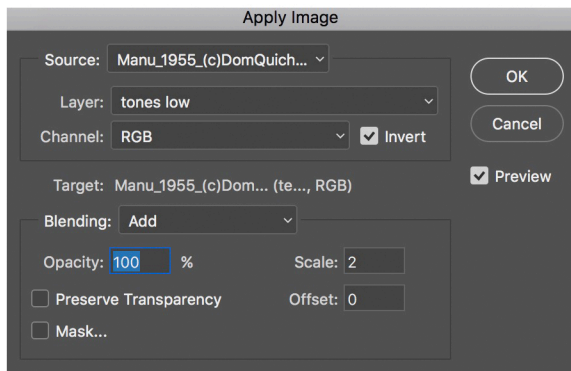 Apply Image
Source: Manu_1955_(c)DomQuich...
OK
Layer: tones low
Cancel
Channel: RGB Invert
Preview
Target: Manu_1955_(c)Dom... (te..., RGB)
Blending: Add
Opacity: 100 % Scale: 2
Preserve Transparency Offset: 0
Mask...